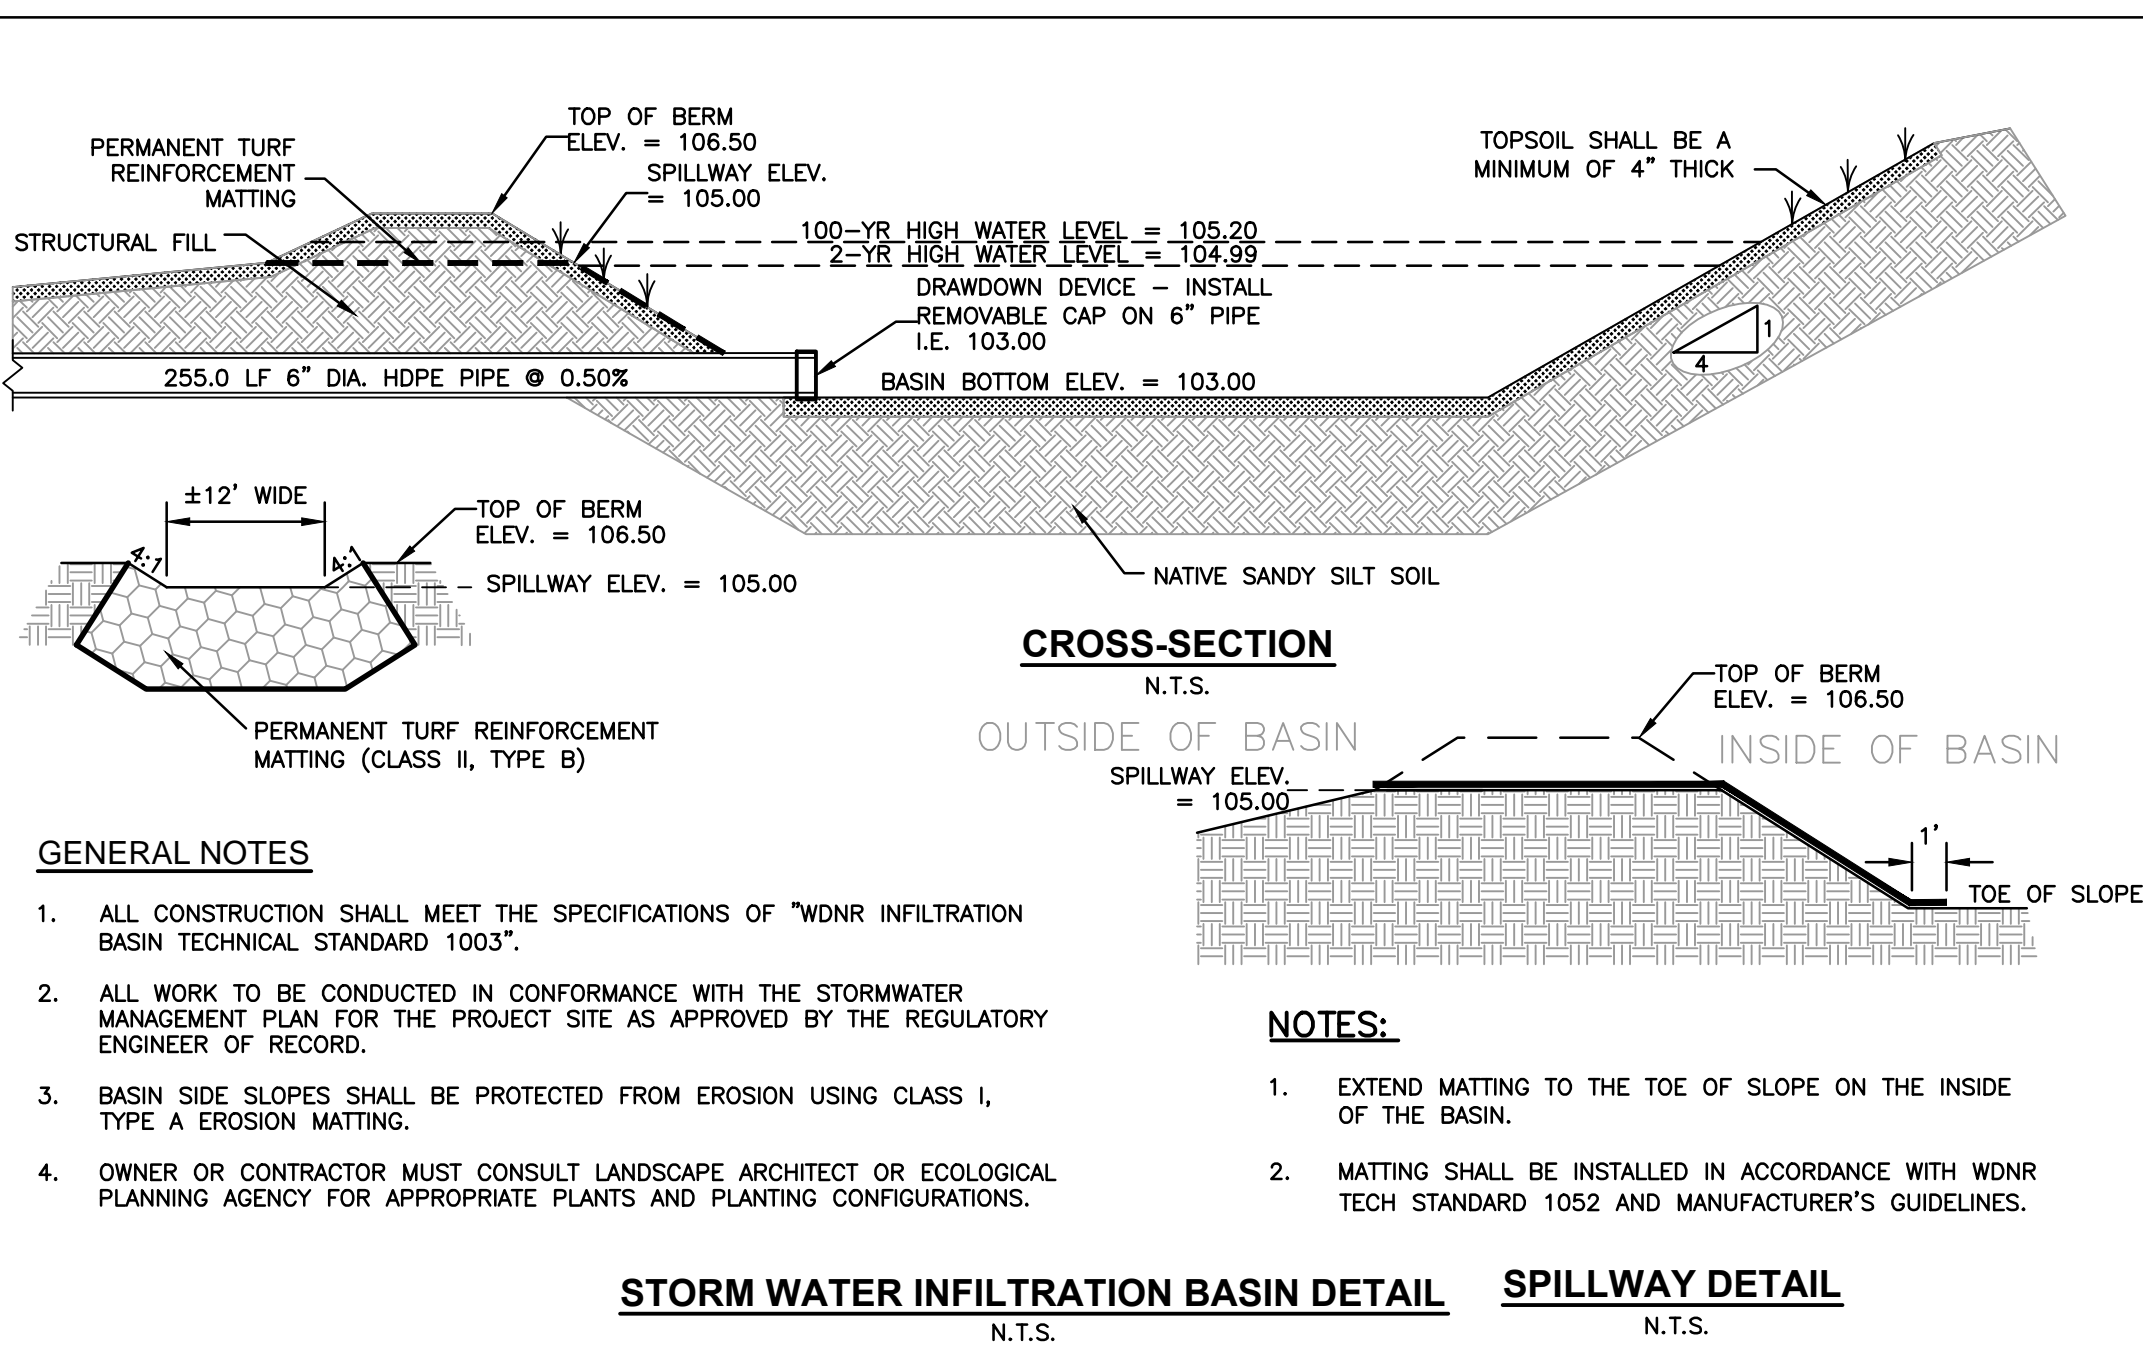 TOP OF BERM
ELEV. = 106.50
PERMANENT TURF
REINFORCEMENT
MATTING
SPILLWAY ELEV.
= 105.00
STRUCTURAL FILL
TOPSOIL SHALL BE A
MINIMUM OF 4" THICK
100-YR HIGH WATER LEVEL = 105.20
2-YR HIGH WATER LEVEL = 104.99
DRAWDOWN DEVICE – INSTALL
REMOVABLE CAP ON 6" PIPE
I.E. 103.00
1
4
255.0 LF 6" DIA. HDPE PIPE @ 0.50%
BASIN BOTTOM ELEV. = 103.00
NATIVE SANDY SILT SOIL
CROSS-SECTION
N.T.S.
±12' WIDE
TOP OF BERM
ELEV. = 106.50
4:1
4:1
SPILLWAY ELEV. = 105.00
PERMANENT TURF REINFORCEMENT
MATTING (CLASS II, TYPE B)
TOP OF BERM
ELEV. = 106.50
OUTSIDE OF BASIN
INSIDE OF BASIN
SPILLWAY ELEV.
= 105.00
1'
TOE OF SLOPE
GENERAL NOTES
1. ALL CONSTRUCTION SHALL MEET THE SPECIFICATIONS OF "WDNR INFILTRATION
BASIN TECHNICAL STANDARD 1003".
2. ALL WORK TO BE CONDUCTED IN CONFORMANCE WITH THE STORMWATER
MANAGEMENT PLAN FOR THE PROJECT SITE AS APPROVED BY THE REGULATORY
ENGINEER OF RECORD.
3. BASIN SIDE SLOPES SHALL BE PROTECTED FROM EROSION USING CLASS I,
TYPE A EROSION MATTING.
4. OWNER OR CONTRACTOR MUST CONSULT LANDSCAPE ARCHITECT OR ECOLOGICAL
PLANNING AGENCY FOR APPROPRIATE PLANTS AND PLANTING CONFIGURATIONS.
NOTES:
1. EXTEND MATTING TO THE TOE OF SLOPE ON THE INSIDE
OF THE BASIN.
2. MATTING SHALL BE INSTALLED IN ACCORDANCE WITH WDNR
TECH STANDARD 1052 AND MANUFACTURER'S GUIDELINES.
STORM WATER INFILTRATION BASIN DETAIL
N.T.S.
SPILLWAY DETAIL
N.T.S.